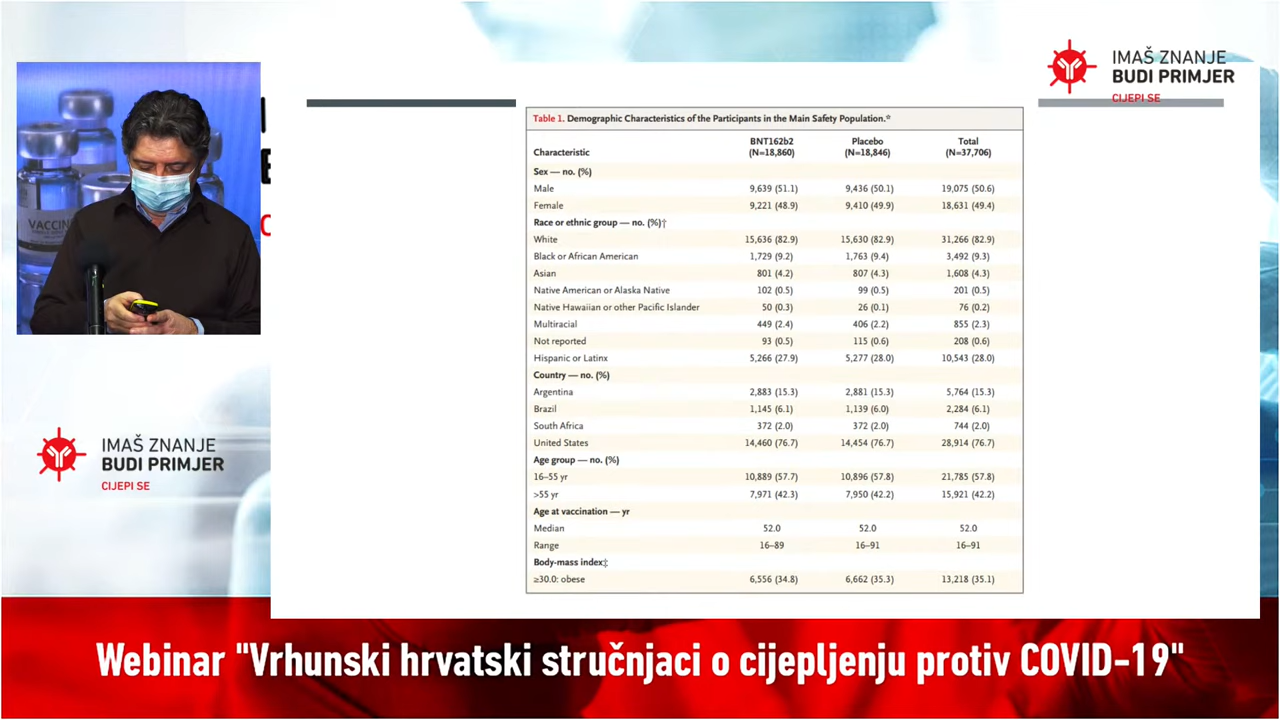 IMAŠ ZNANJE
BUDI PRIMJER
CIJEPI SE
Table 1. Demographic Characteristics of the Participants in the Main Safety Population.*
Characteristic BNT162b2 (N=18,860) Placebo (N=18,846) Total (N=37,706)
Sex — no. (%)
Male 9,639 (51.1) 9,436 (50.1) 19,075 (50.6)
Female 9,221 (48.9) 9,410 (49.9) 18,631 (49.4)
Race or ethnic group — no. (%)†
White 15,636 (82.9) 15,630 (82.9) 31,266 (82.9)
Black or African American 1,729 (9.2) 1,763 (9.4) 3,492 (9.3)
Asian 801 (4.2) 807 (4.3) 1,608 (4.3)
Native American or Alaska Native 102 (0.5) 99 (0.5) 201 (0.5)
Native Hawaiian or other Pacific Islander 50 (0.3) 26 (0.1) 76 (0.2)
Multiracial 449 (2.4) 406 (2.2) 855 (2.3)
Not reported 93 (0.5) 115 (0.6) 208 (0.6)
Hispanic or Latinx 5,266 (27.9) 5,277 (28.0) 10,543 (28.0)
Country — no. (%)
Argentina 2,883 (15.3) 2,881 (15.3) 5,764 (15.3)
Brazil 1,145 (6.1) 1,139 (6.0) 2,284 (6.1)
South Africa 372 (2.0) 372 (2.0) 744 (2.0)
United States 14,460 (76.7) 14,454 (76.7) 28,914 (76.7)
Age group — no. (%)
16–55 yr 10,889 (57.7) 10,896 (57.8) 21,785 (57.8)
>55 yr 7,971 (42.3) 7,950 (42.2) 15,921 (42.2)
Age at vaccination — yr
Median 52.0 52.0 52.0
Range 16–89 16–91 16–91
Body-mass index‡
≥30.0: obese 6,556 (34.8) 6,662 (35.3) 13,218 (35.1)
VACCIN
IMAŠ ZNANJE
BUDI PRIMJER
CIJEPI SE
Webinar "Vrhunski hrvatski stručnjaci o cijepljenju protiv COVID-19"